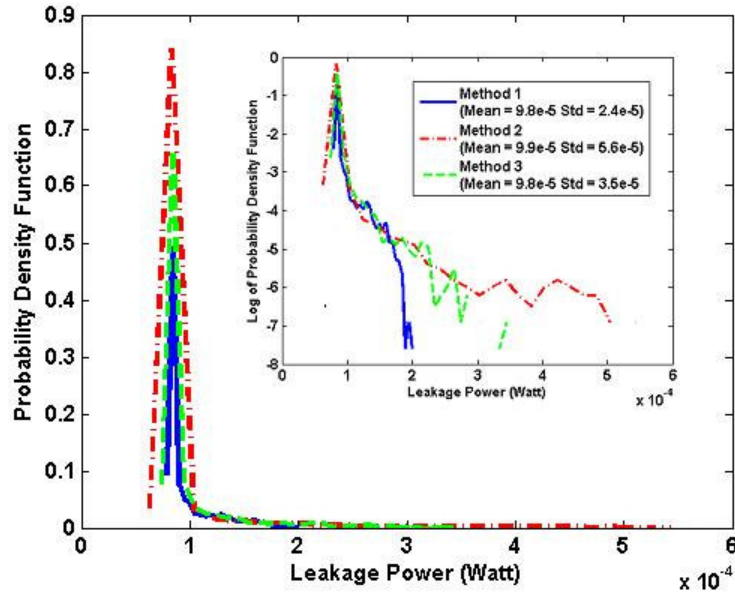 0.9
0.8
0.7
0.6
0.5
0.4
0.3
0.2
0.1
0
Probability Density Function
0 1 2 3 4 5 6
x 10⁻⁴
Leakage Power (Watt)
0
-1
-2
-3
-4
-5
-6
-7
-8
Log of Probability Density Function
Method 1
(Mean = 9.8e-5 Std = 2.4e-5)
Method 2
(Mean = 9.9e-5 Std = 5.6e-5)
Method 3
(Mean = 9.8e-5 Std = 3.5e-5
0 1 2 3 4 5 6
Leakage Power (Watt)
x 10⁻⁴